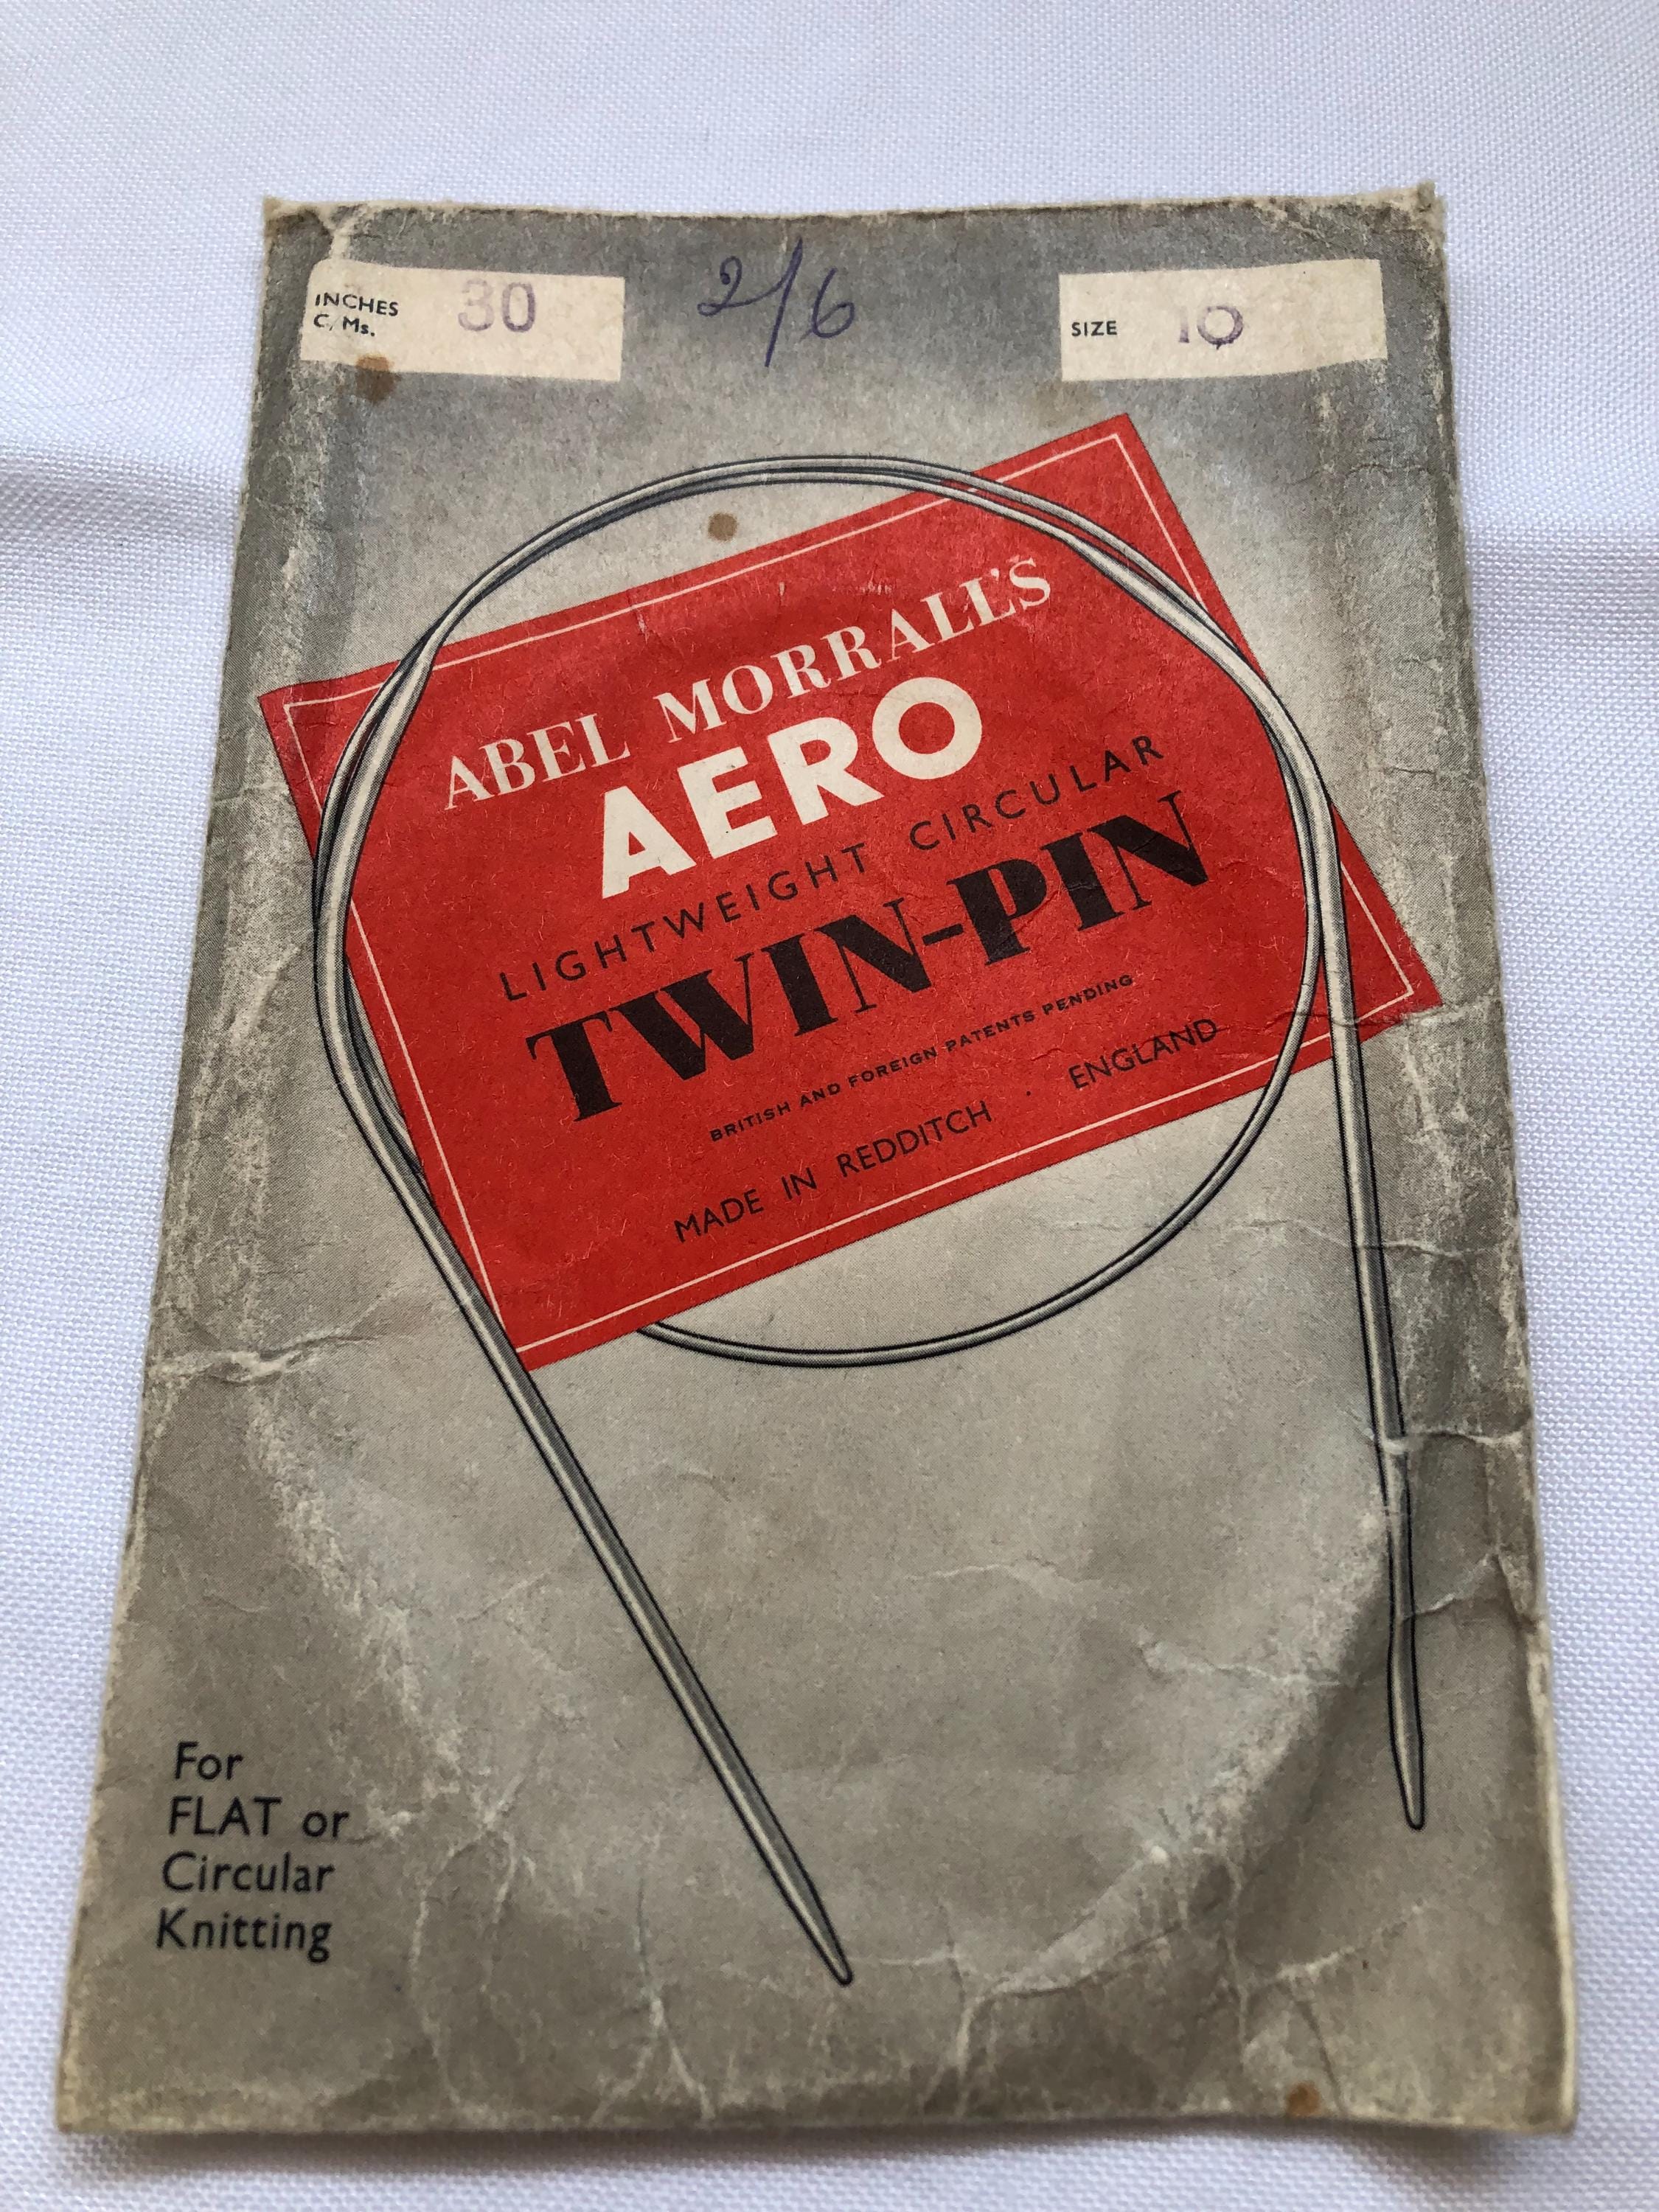 INCHES 30
C/Ms.
2/6
SIZE 10
ABEL MORRALL'S
AERO
LIGHTWEIGHT CIRCULAR
TWIN-PIN
BRITISH AND FOREIGN PATENTS PENDING
MADE IN REDDITCH · ENGLAND
For
FLAT or
Circular
Knitting